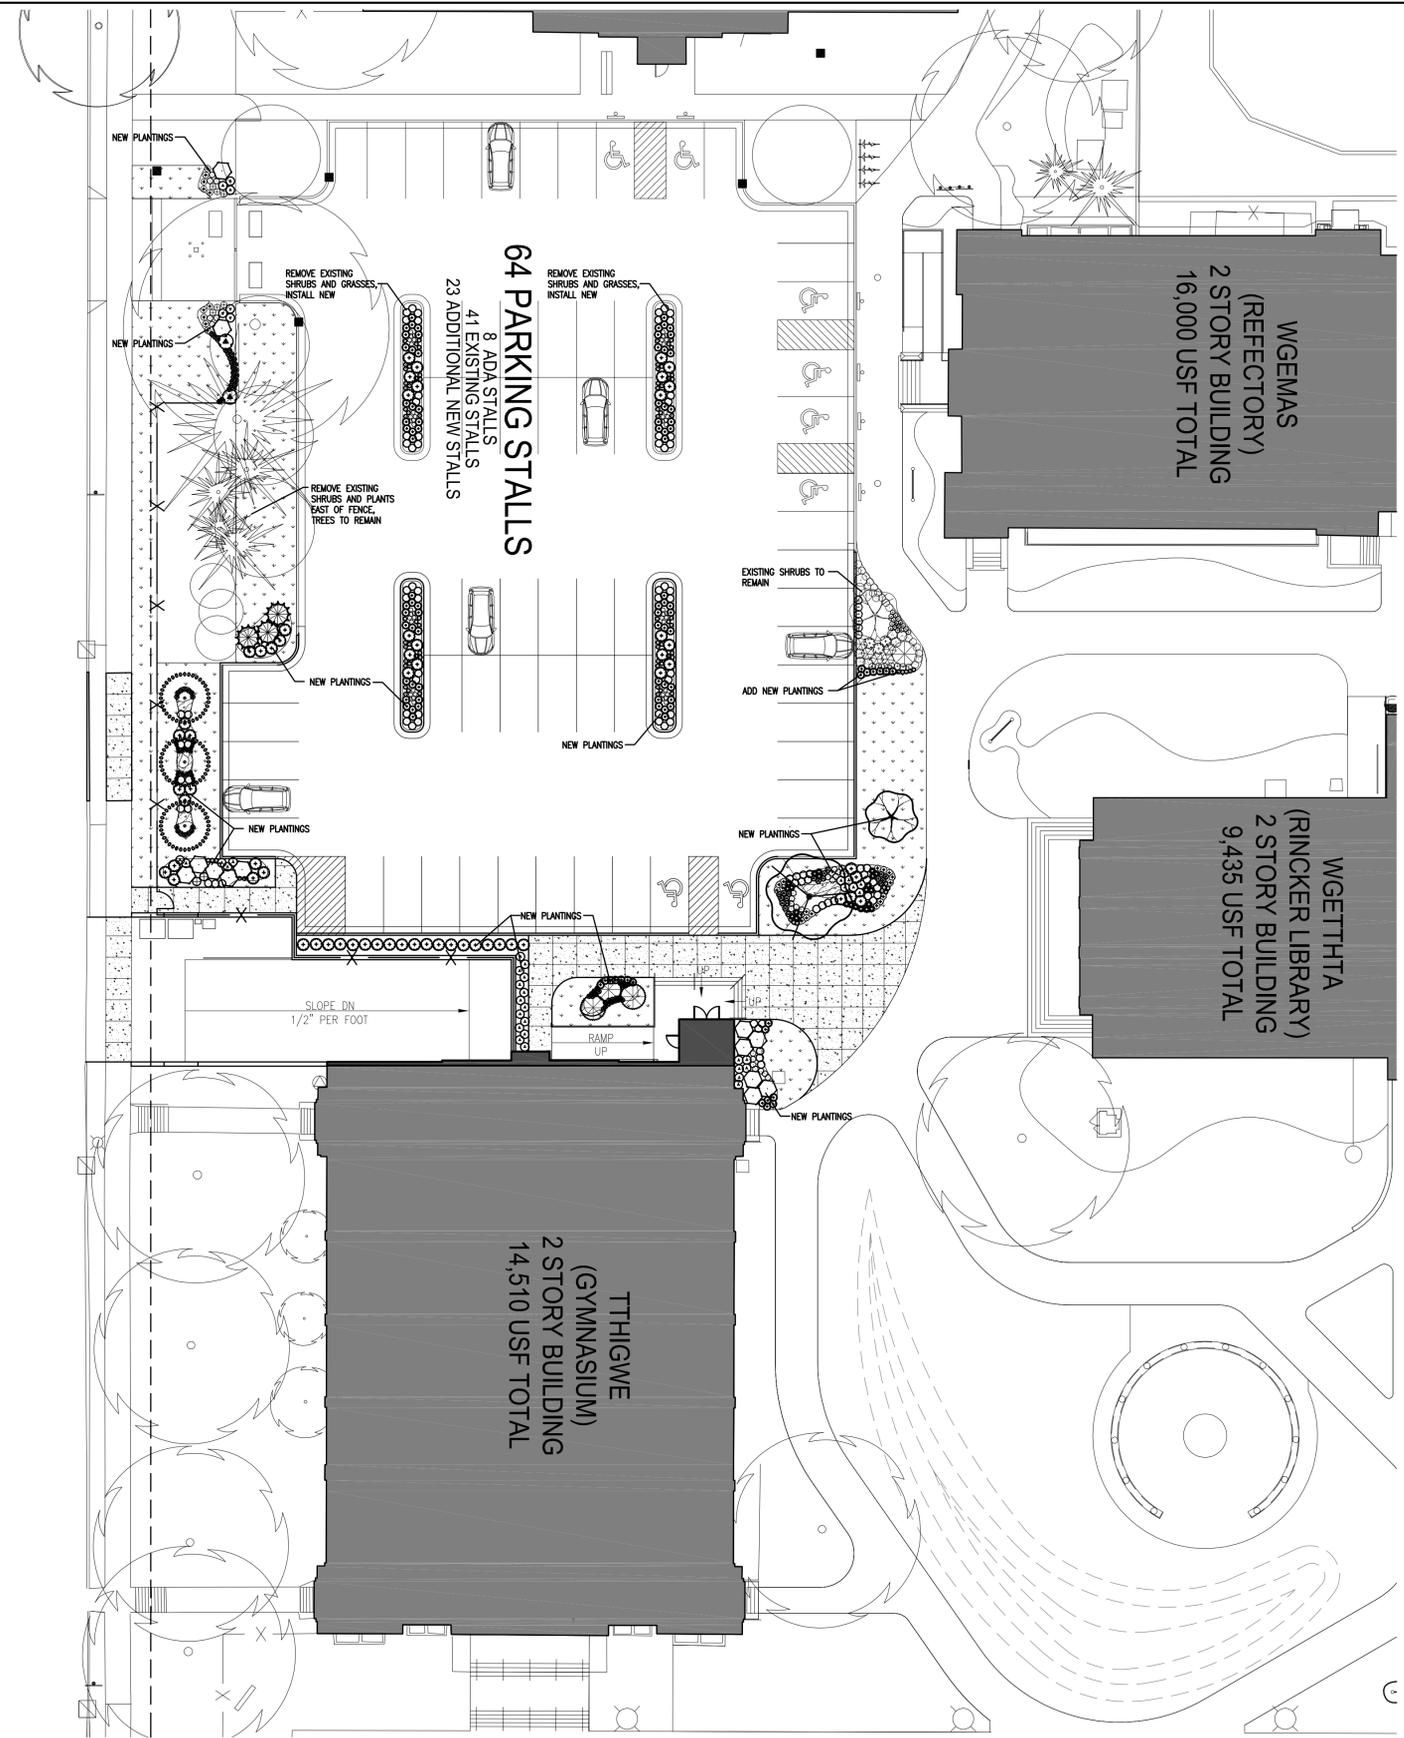 NEW PLANTINGS
REMOVE EXISTING
SHRUBS AND GRASSES,
INSTALL NEW
REMOVE EXISTING
SHRUBS AND GRASSES,
INSTALL NEW
64 PARKING STALLS
8 ADA STALLS
41 EXISTING STALLS
23 ADDITIONAL NEW STALLS
WGEMAS
(REFECTORY)
2 STORY BUILDING
16,000 USF TOTAL
NEW PLANTINGS
REMOVE EXISTING
SHRUBS AND PLANTS
EAST OF FENCE,
TREES TO REMAIN
EXISTING SHRUBS TO
REMAIN
NEW PLANTINGS
ADD NEW PLANTINGS
NEW PLANTINGS
NEW PLANTINGS
NEW PLANTINGS
WGETTHTA
(RINCKER LIBRARY)
2 STORY BUILDING
9,435 USF TOTAL
NEW PLANTINGS
UP
UP
SLOPE DN
1/2" PER FOOT
RAMP
UP
NEW PLANTINGS
TTHIGWE
(GYMNASIUM)
2 STORY BUILDING
14,510 USF TOTAL